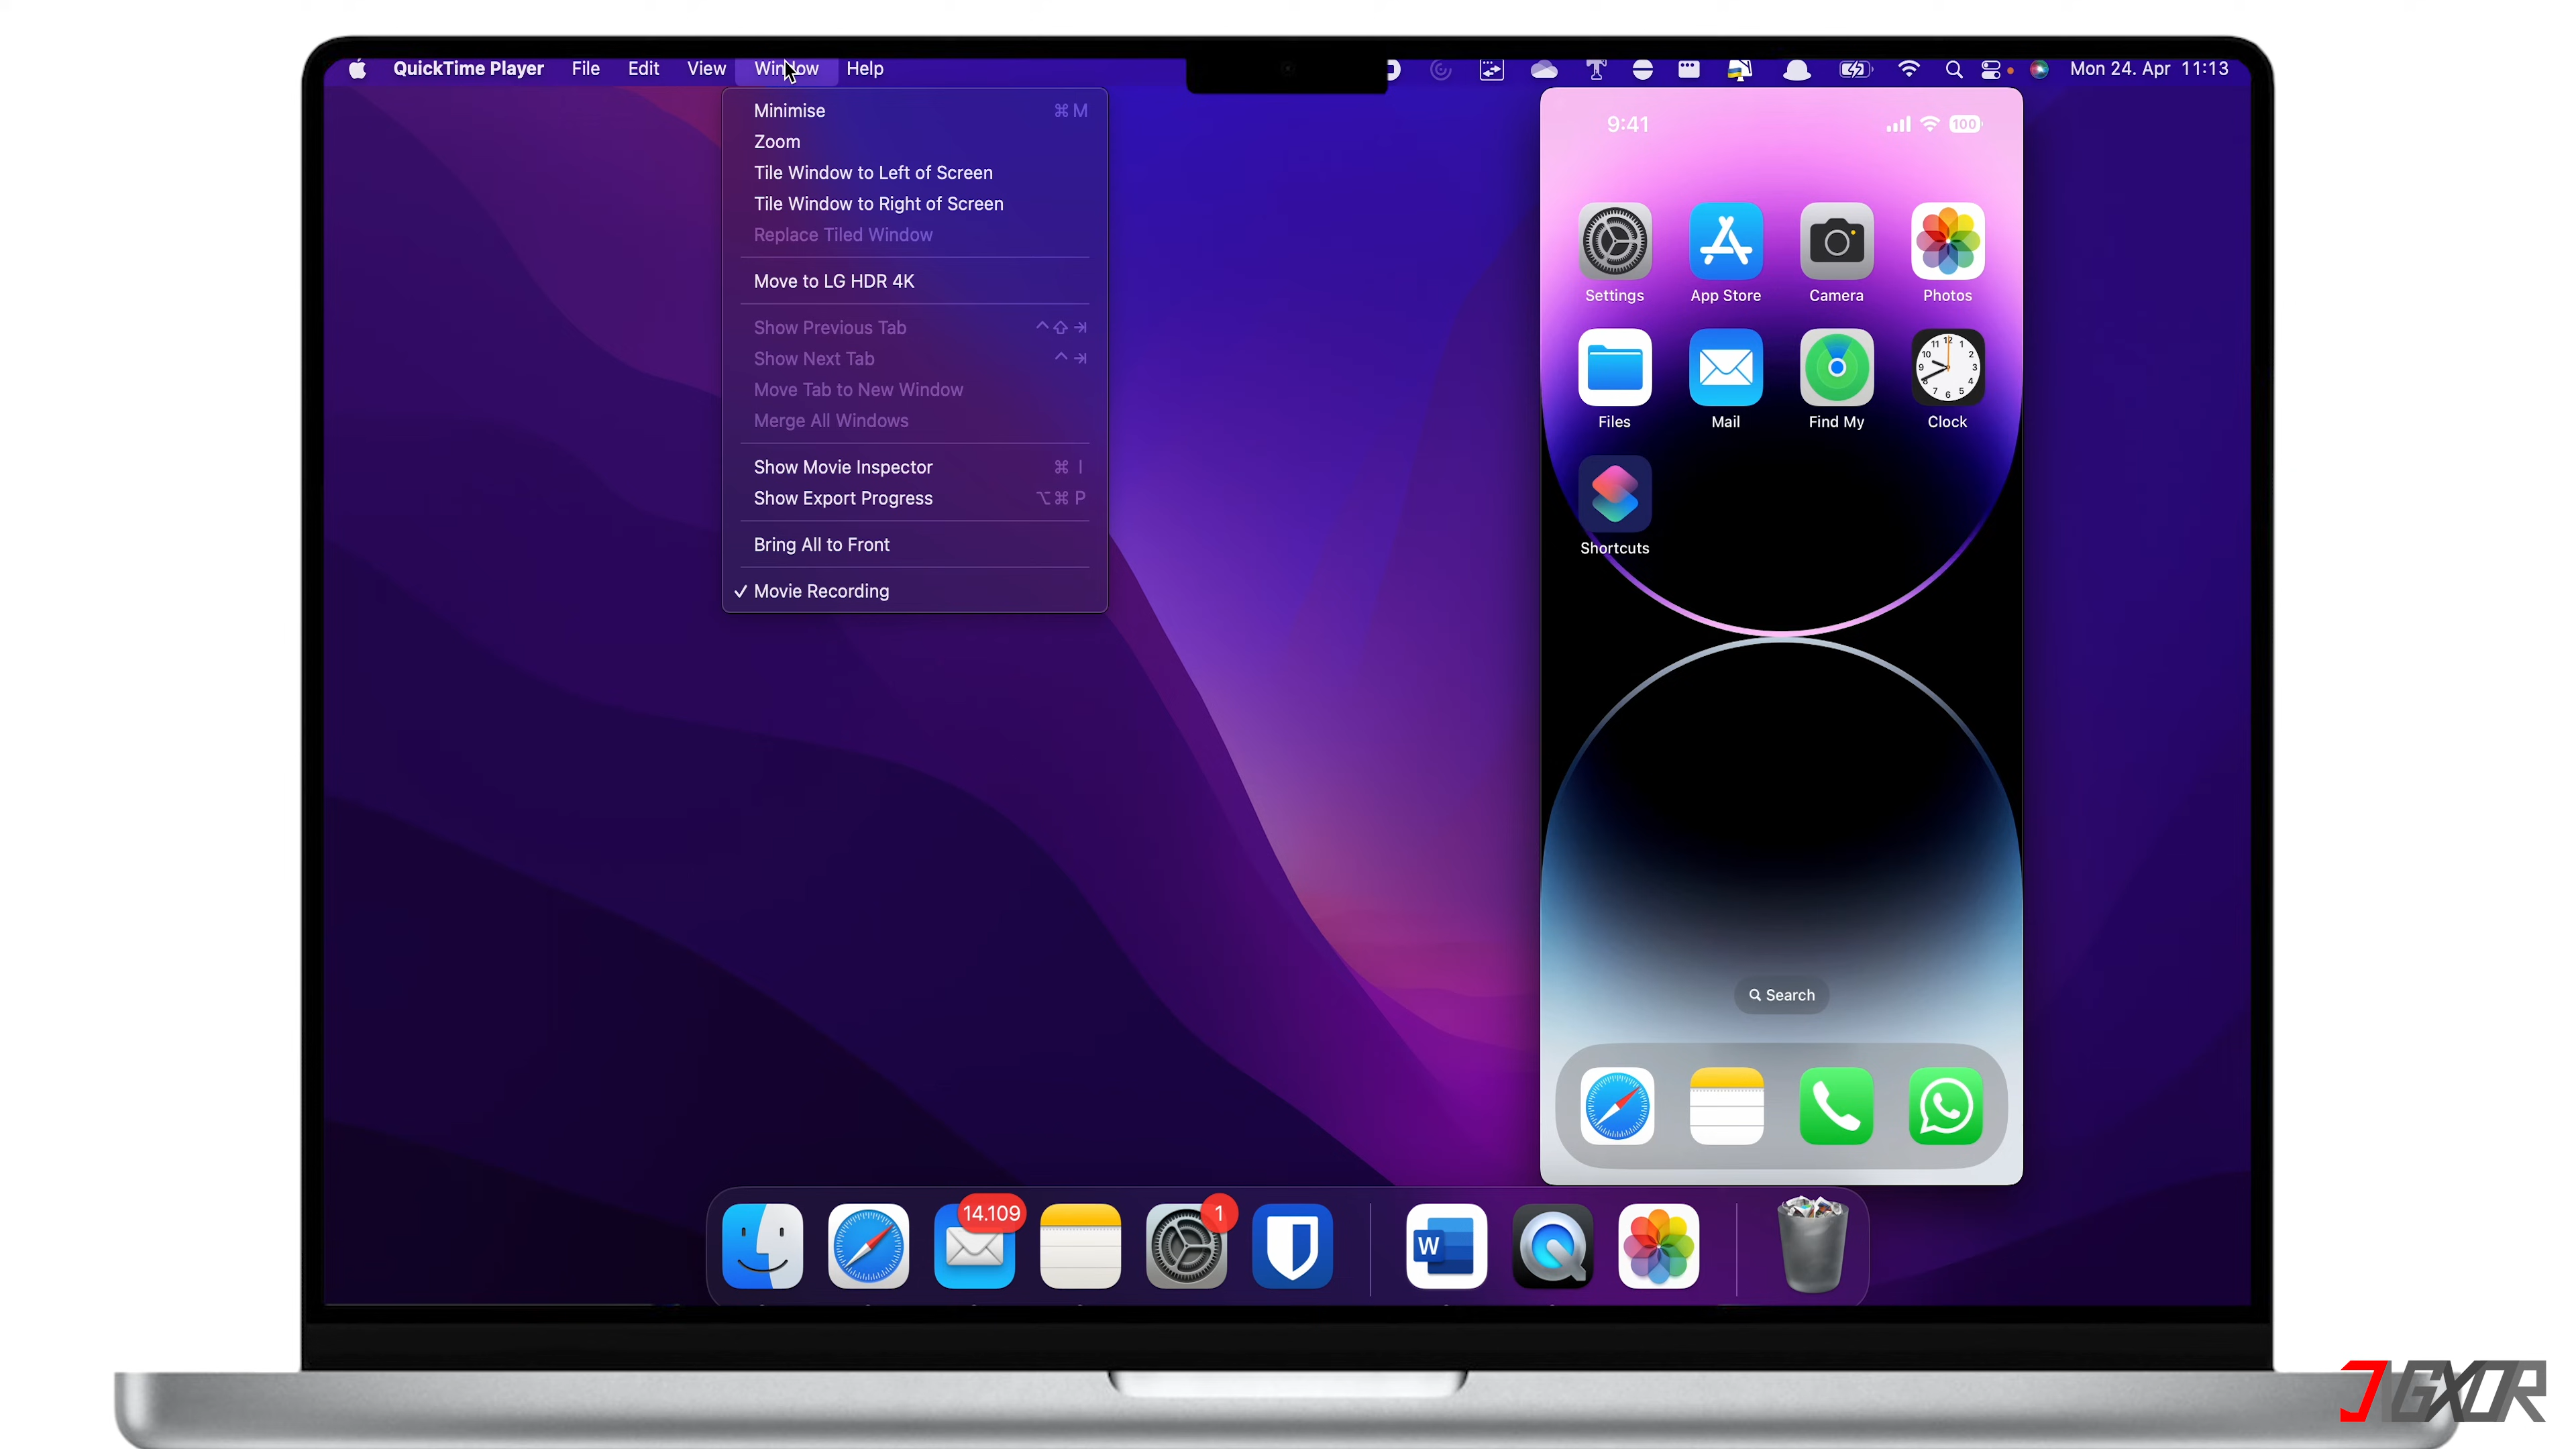 QuickTime Player File Edit View Window Help Mon 24. Apr 11:13
Minimise ⌘ M
Zoom
Tile Window to Left of Screen
Tile Window to Right of Screen
Replace Tiled Window
Move to LG HDR 4K
Show Previous Tab ^⇧⇥
Show Next Tab ^⇥
Move Tab to New Window
Merge All Windows
Show Movie Inspector ⌘ I
Show Export Progress ⌥⌘ P
Bring All to Front
✓ Movie Recording
9:41 100
Settings App Store Camera Photos
Files Mail Find My Clock
Shortcuts
Search
14.109
1
W
JIGXOR